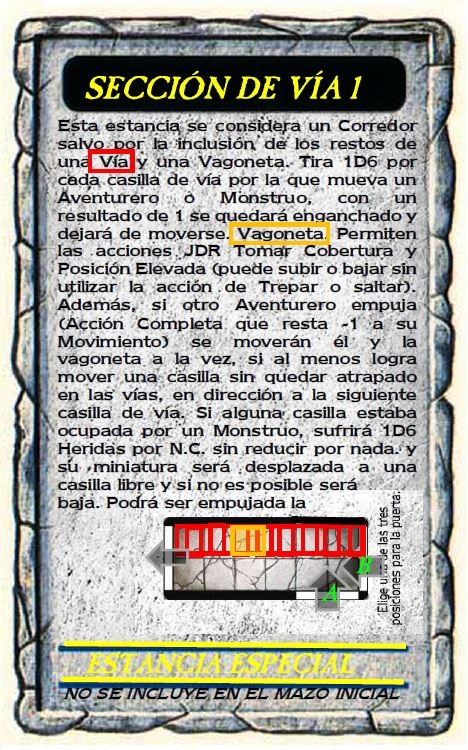 SECCIÓN DE VÍA 1
Esta estancia se considera un Corredor
salvo por la inclusión de los restos de
una Vía y una Vagoneta. Tira 1D6 por
cada casilla de vía por la que mueva un
Aventurero o Monstruo, con un
resultado de 1 se quedará enganchado y
dejará de moverse. Vagoneta. Permiten
las acciones JDR Tomar Cobertura y
Posición Elevada (puede subir o bajar sin
utilizar la acción de Trepar o saltar).
Además, si otro Aventurero empuja
(Acción Completa que resta -1 a su
Movimiento) se moverán él y la
vagoneta a la vez, si al menos logra
mover una casilla sin quedar atrapado
en las vías, en dirección a la siguiente
casilla de vía. Si alguna casilla estaba
ocupada por un Monstruo, sufrirá 1D6
Heridas por N.C. sin reducir por nada. y
su miniatura será desplazada a una
casilla libre y si no es posible será
baja. Podrá ser empujada la
Elige una de las tres
posiciones para la puerta.
B
A
ESTANCIA ESPECIAL
NO SE INCLUYE EN EL MAZO INICIAL